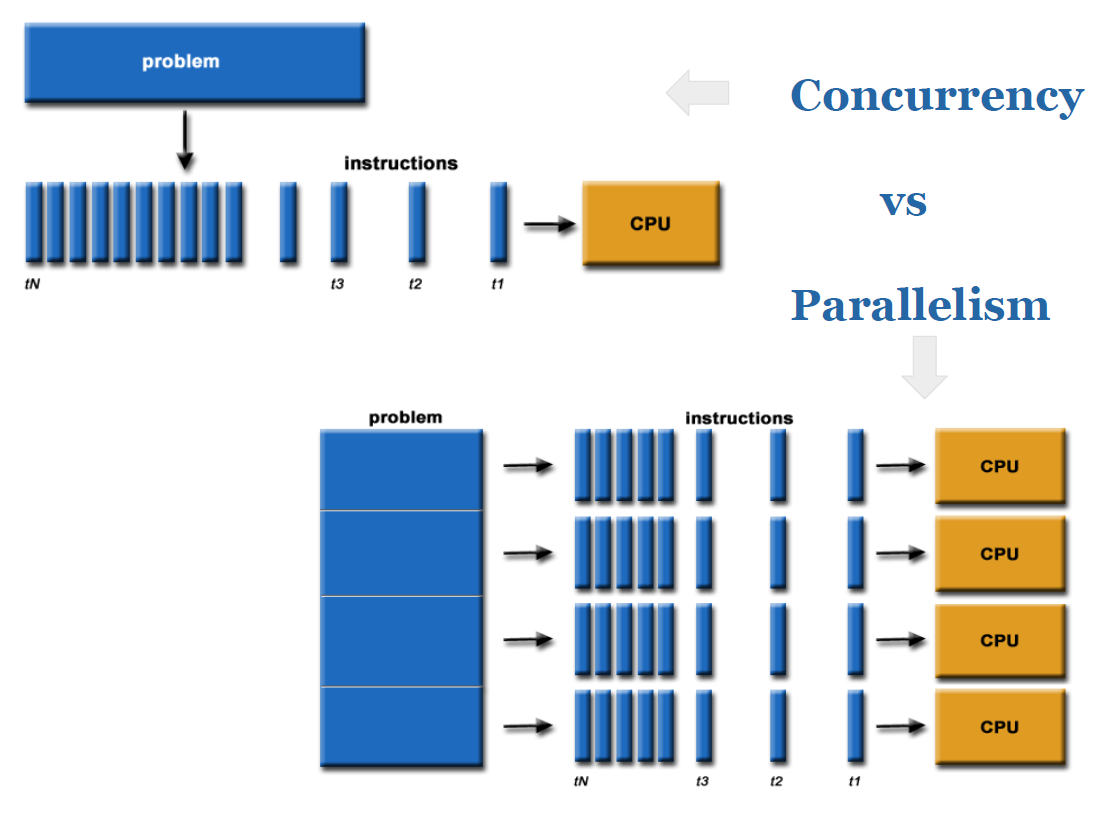 problem
Concurrency
instructions
CPU
vs
tN t3 t2 t1
Parallelism
problem
instructions
CPU
CPU
CPU
CPU
tN t3 t2 t1